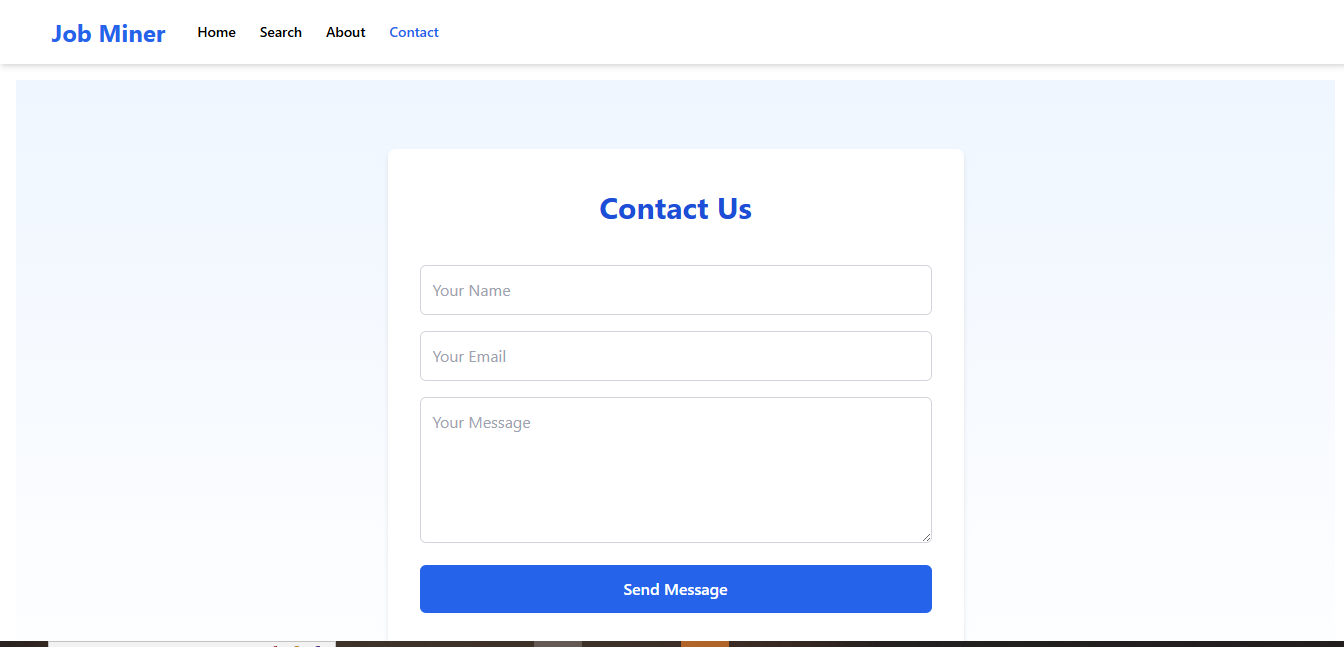 Job Miner Home Search About Contact
Contact Us
Your Name
Your Email
Your Message
Send Message